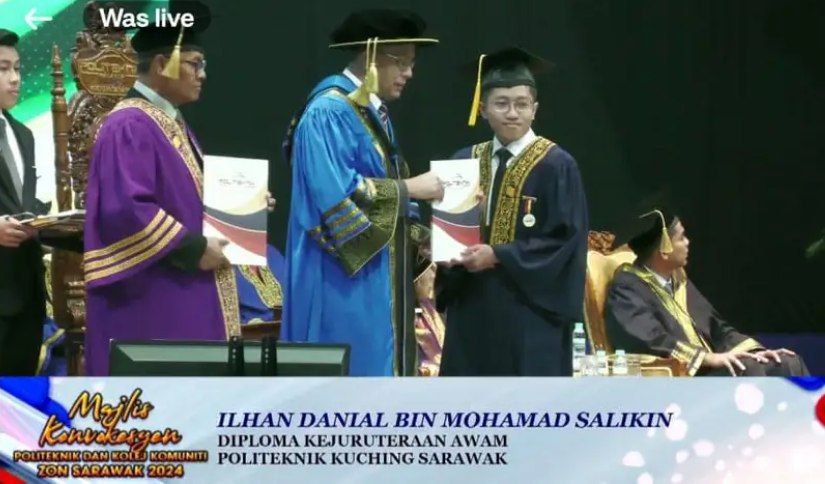 Was live
POLITEKNIK
Majlis
Konvokesyen
POLITEKNIK DAN KOLEJ KOMUNITI
ZON SARAWAK 2024
ILHAN DANIAL BIN MOHAMAD SALIKIN
DIPLOMA KEJURUTERAAN AWAM
POLITEKNIK KUCHING SARAWAK